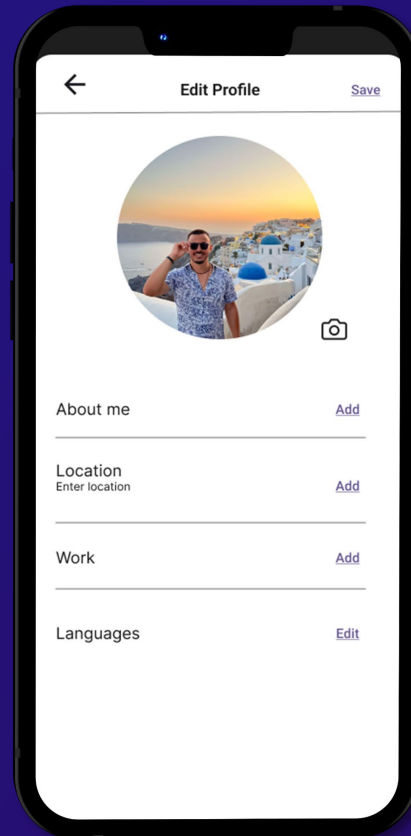 Edit Profile
Save
About me
Add
Location
Enter location
Add
Work
Add
Languages
Edit